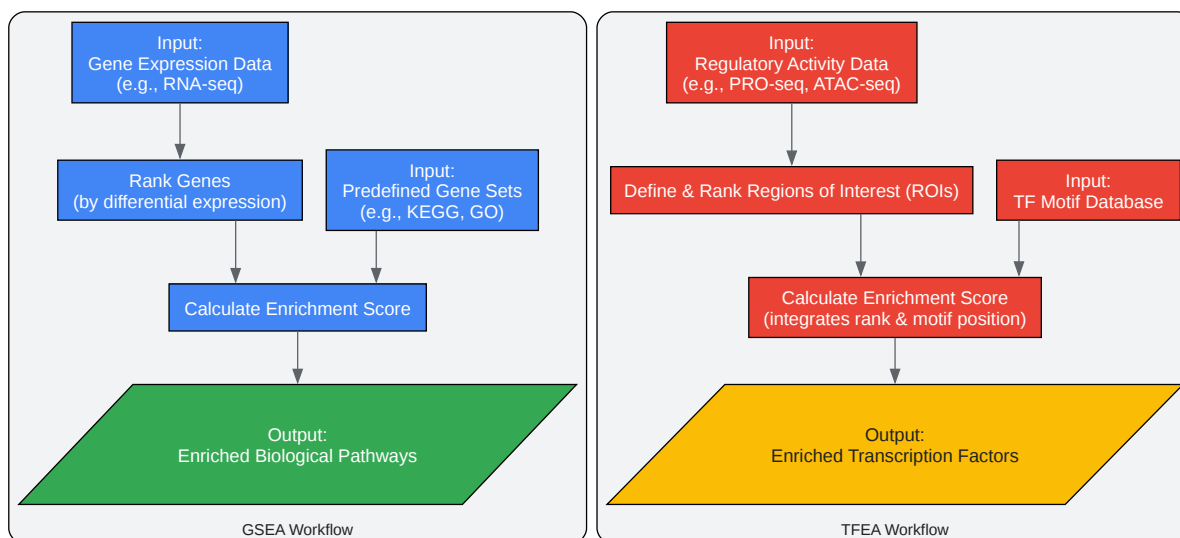 Input:
Gene Expression Data
(e.g., RNA-seq)
Rank Genes
(by differential expression)
Input:
Predefined Gene Sets
(e.g., KEGG, GO)
Calculate Enrichment Score
Output:
Enriched Biological Pathways
GSEA Workflow
Input:
Regulatory Activity Data
(e.g., PRO-seq, ATAC-seq)
Define & Rank Regions of Interest (ROIs)
Input:
TF Motif Database
Calculate Enrichment Score
(integrates rank & motif position)
Output:
Enriched Transcription Factors
TFEA Workflow